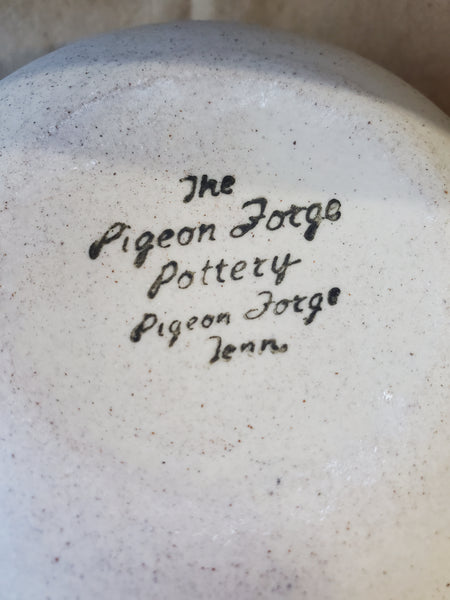 The
Pigeon Forge
Pottery
Pigeon Forge
Tenn.